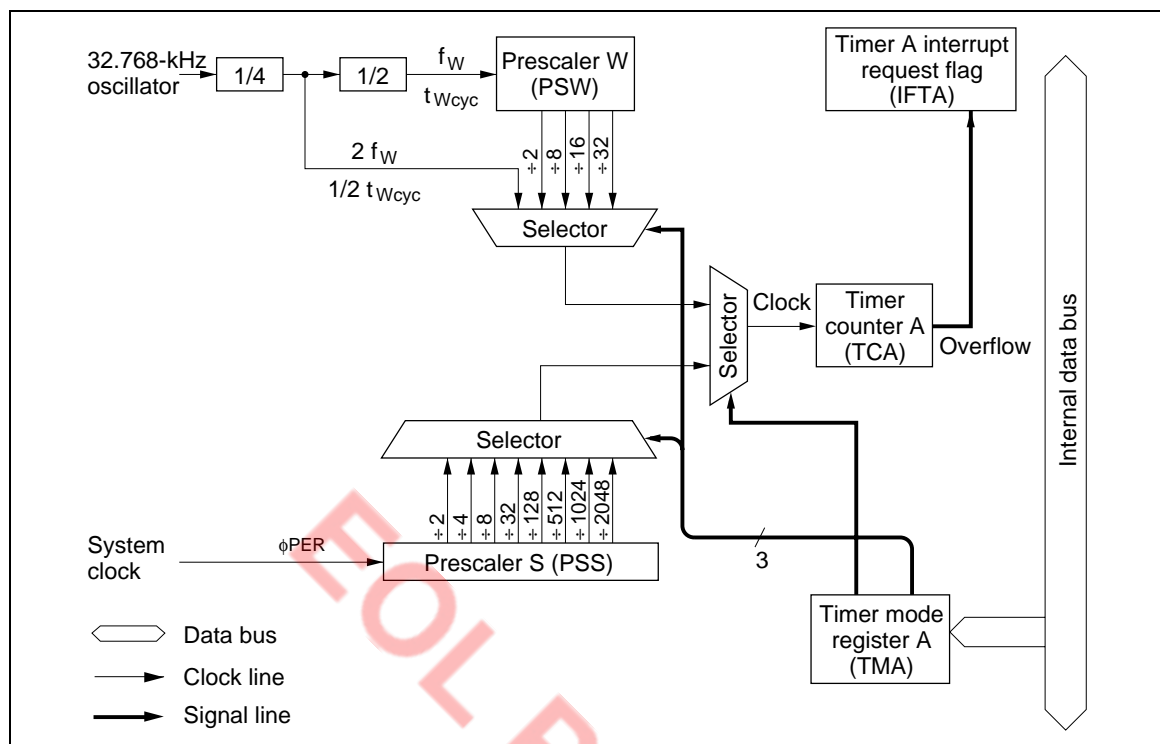 32.768-kHz
oscillator
1/4
1/2
fW
tWcyc
Prescaler W
(PSW)
Timer A interrupt
request flag
(IFTA)
2 fW
1/2 tWcyc
÷2
÷8
÷16
÷32
Selector
Selector
Clock
Timer
counter A
(TCA)
Overflow
Internal data bus
Selector
÷2
÷4
÷8
÷32
÷128
÷512
÷1024
÷2048
System
clock
ϕPER
Prescaler S (PSS)
3
Timer mode
register A
(TMA)
Data bus
Clock line
Signal line
EOL